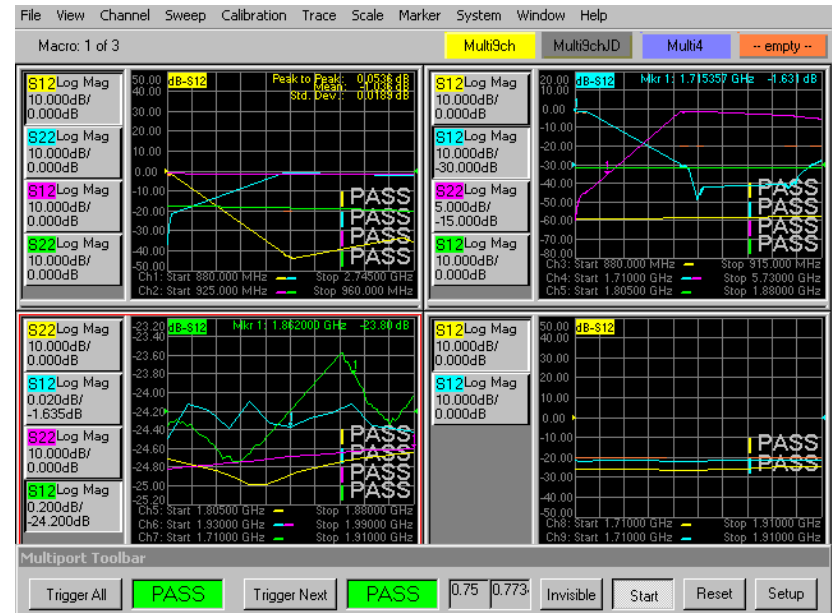 File View Channel Sweep Calibration Trace Scale Marker System Window Help
Macro: 1 of 3
Multi9ch
Multi9chJD
Multi4
-- empty --
S12 Log Mag
10.000dB/
0.000dB
S22 Log Mag
10.000dB/
0.000dB
S12 Log Mag
10.000dB/
0.000dB
S22 Log Mag
10.000dB/
0.000dB
50.00
40.00
30.00
20.00
10.00
0.00
-10.00
-20.00
-30.00
-40.00
-50.00
dB-S12
Peak to Peak: 0.0536 dB
Mean: -1.036 dB
Std. Dev.: 0.0189 dB
PASS
PASS
PASS
PASS
Ch1: Start 880.000 MHz Stop 2.74500 GHz
Ch2: Start 925.000 MHz Stop 960.000 MHz
S12 Log Mag
10.000dB/
0.000dB
S12 Log Mag
10.000dB/
-30.000dB
S22 Log Mag
5.000dB/
-15.000dB
S12 Log Mag
10.000dB/
0.000dB
20.00
10.00
0.00
-10.00
-20.00
-30.00
-40.00
-50.00
-60.00
-70.00
-80.00
dB-S12
Mkr 1: 1.715357 GHz -1.631 dB
1
PASS
PASS
PASS
PASS
Ch3: Start 880.000 MHz Stop 915.000 MHz
Ch4: Start 1.71000 GHz Stop 5.73000 GHz
Ch5: Start 1.80500 GHz Stop 1.88000 GHz
S22 Log Mag
10.000dB/
0.000dB
S12 Log Mag
0.020dB/
-1.635dB
S22 Log Mag
10.000dB/
0.000dB
S12 Log Mag
0.200dB/
-24.200dB
-23.20
-23.40
-23.60
-23.80
-24.00
-24.20
-24.40
-24.60
-24.80
-25.00
-25.20
dB-S12
Mkr 1: 1.862000 GHz -23.80 dB
1
PASS
PASS
PASS
PASS
Ch5: Start 1.80500 GHz Stop 1.88000 GHz
Ch6: Start 1.93000 GHz Stop 1.99000 GHz
Ch7: Start 1.71000 GHz Stop 1.91000 GHz
S12 Log Mag
10.000dB/
0.000dB
S12 Log Mag
10.000dB/
0.000dB
50.00
40.00
30.00
20.00
10.00
0.00
-10.00
-20.00
-30.00
-40.00
-50.00
dB-S12
PASS
PASS
Ch8: Start 1.71000 GHz Stop 1.91000 GHz
Ch9: Start 1.71000 GHz Stop 1.91000 GHz
Multiport Toolbar
Trigger All
PASS
Trigger Next
PASS
0.75
0.773
Invisible
Start
Reset
Setup